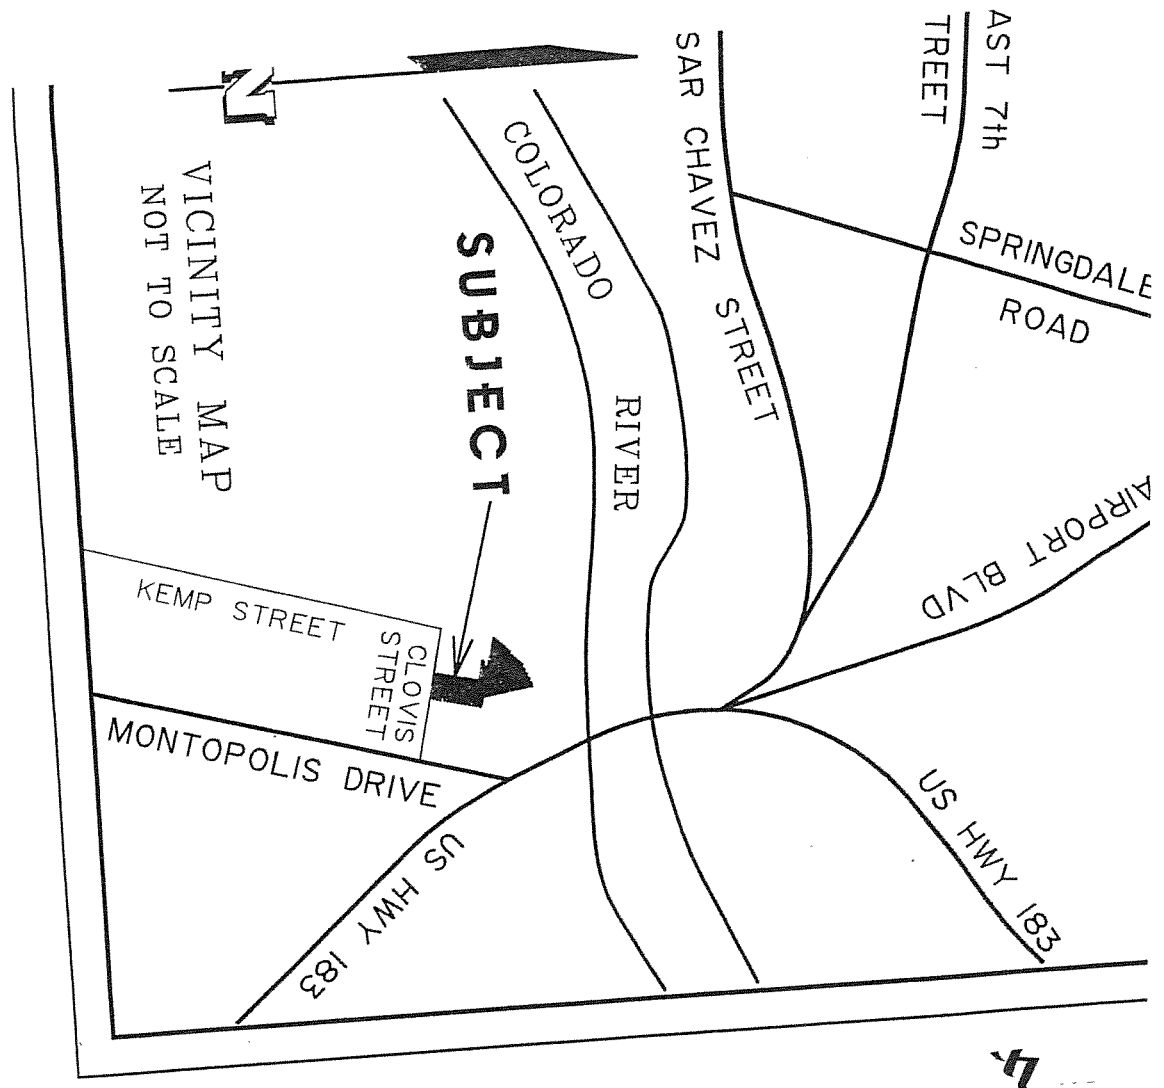 N
VICINITY MAP
NOT TO SCALE
COLORADO RIVER
SUBJECT
SAR CHAVEZ STREET
AST 7th
TREET
SPRINGDALE
ROAD
AIRPORT BLVD
KEMP STREET
CLOVIS
STREET
MONTOPOLIS DRIVE
US HWY 183
US HWY 183